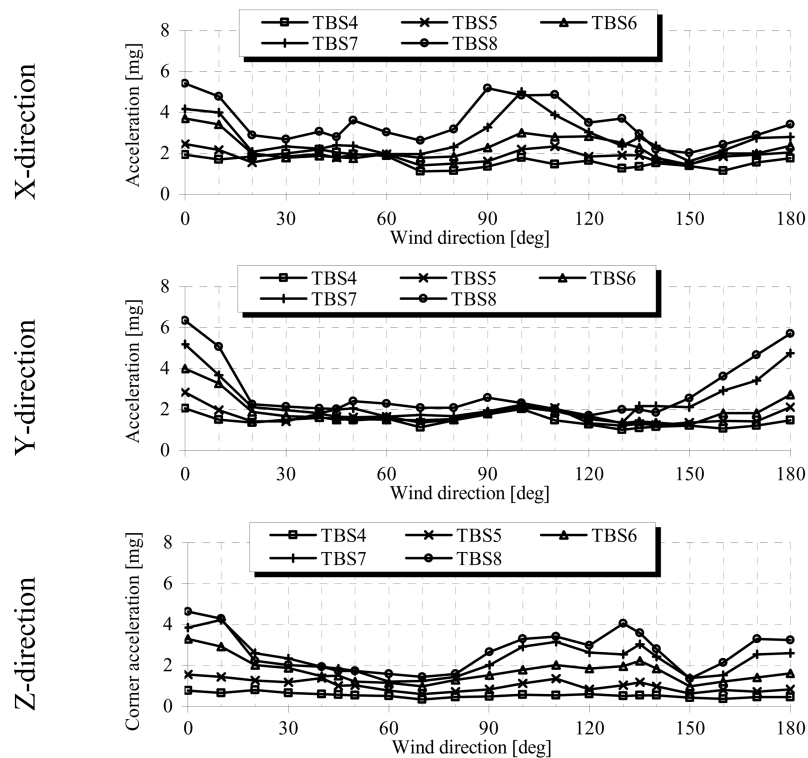 TBS4 TBS5 TBS6
TBS7 TBS8
X-direction
Acceleration [mg]
8
6
4
2
0
0 30 60 90 120 150 180
Wind direction [deg]
TBS4 TBS5 TBS6
TBS7 TBS8
Y-direction
Acceleration [mg]
8
6
4
2
0
0 30 60 90 120 150 180
Wind direction [deg]
TBS4 TBS5 TBS6
TBS7 TBS8
Z-direction
Corner acceleration [mg]
8
6
4
2
0
0 30 60 90 120 150 180
Wind direction [deg]